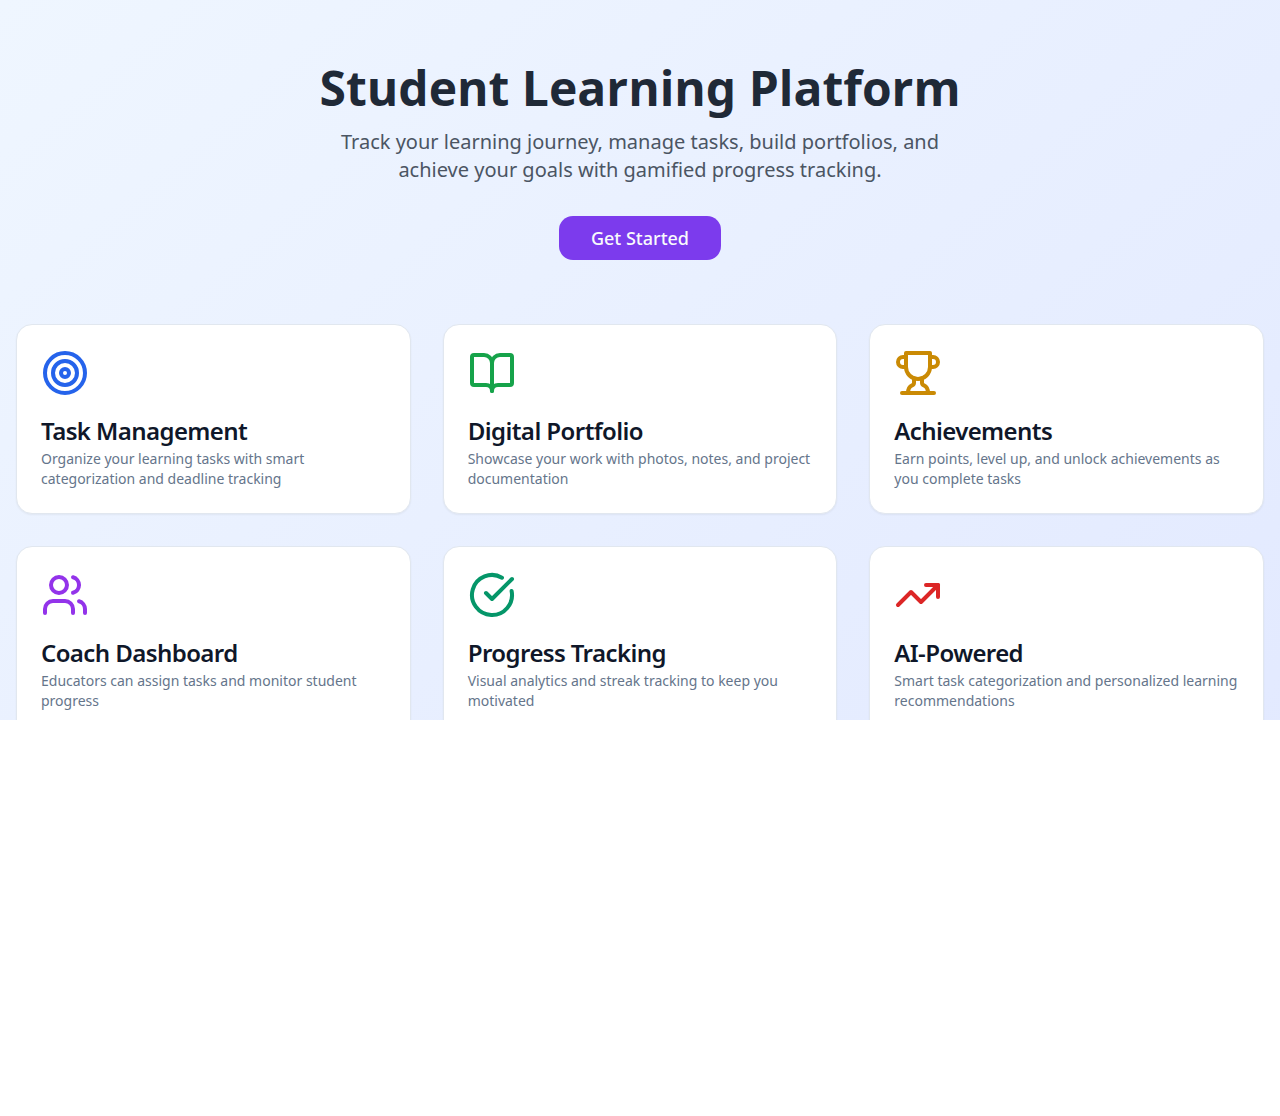 Student Learning Platform
Track your learning journey, manage tasks, build portfolios, and
achieve your goals with gamified progress tracking.
Get Started
Task Management
Organize your learning tasks with smart
categorization and deadline tracking
Digital Portfolio
Showcase your work with photos, notes, and project
documentation
Achievements
Earn points, level up, and unlock achievements as
you complete tasks
Coach Dashboard
Educators can assign tasks and monitor student
progress
Progress Tracking
Visual analytics and streak tracking to keep you
motivated
AI-Powered
Smart task categorization and personalized learning
recommendations